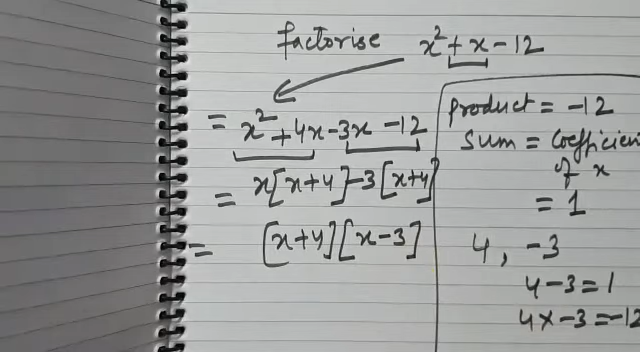 factorise x² + x - 12
= x² + 4x - 3x - 12
= x[x+4] - 3[x+4]
= [x+4][x-3]
product = -12
Sum = Coefficien
of x
= 1
4, -3
4 - 3 = 1
4x - 3 = -12